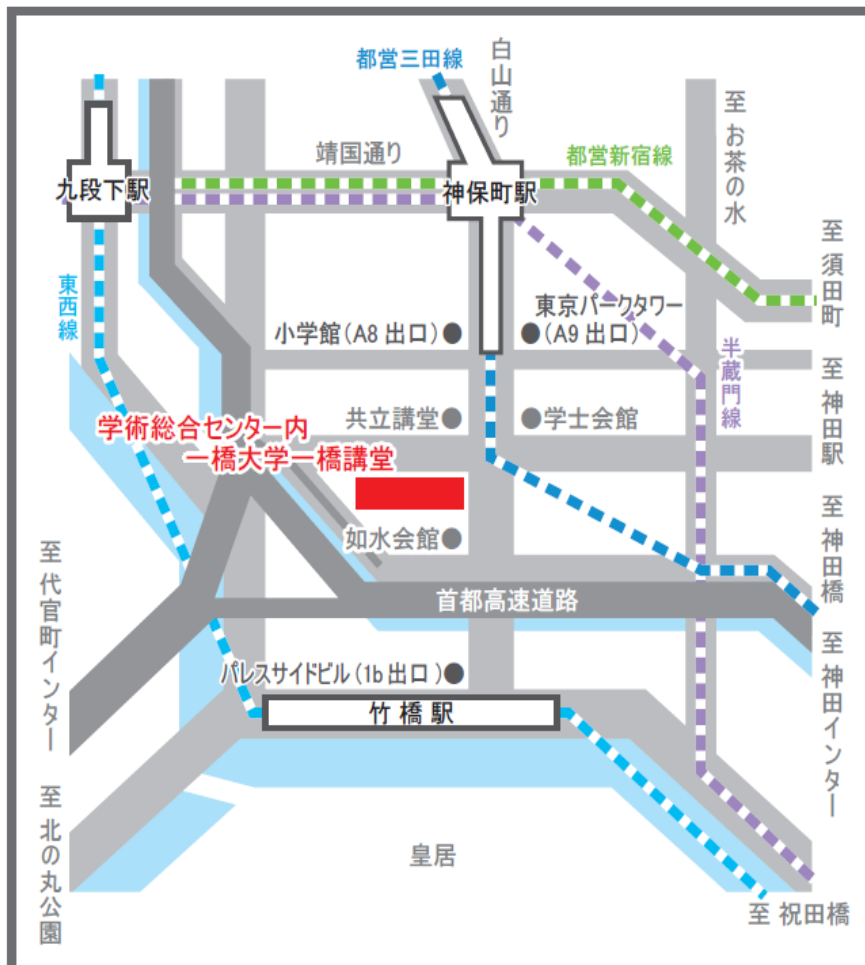 都営三田線
白山通り
至 お茶の水
靖国通り
都営新宿線
九段下駅
神保町駅
至 須田町
東西線
東京パークタワー
小学館(A8 出口)●
●(A9 出口)
半蔵門線
至 神田駅
共立講堂●
●学士会館
学術総合センター内
一橋大学一橋講堂
如水会館●
至 神田橋
至 代官町インター
首都高速道路
至 神田インター
パレスサイドビル(1b 出口)●
竹橋駅
至 北の丸公園
皇居
至 祝田橋